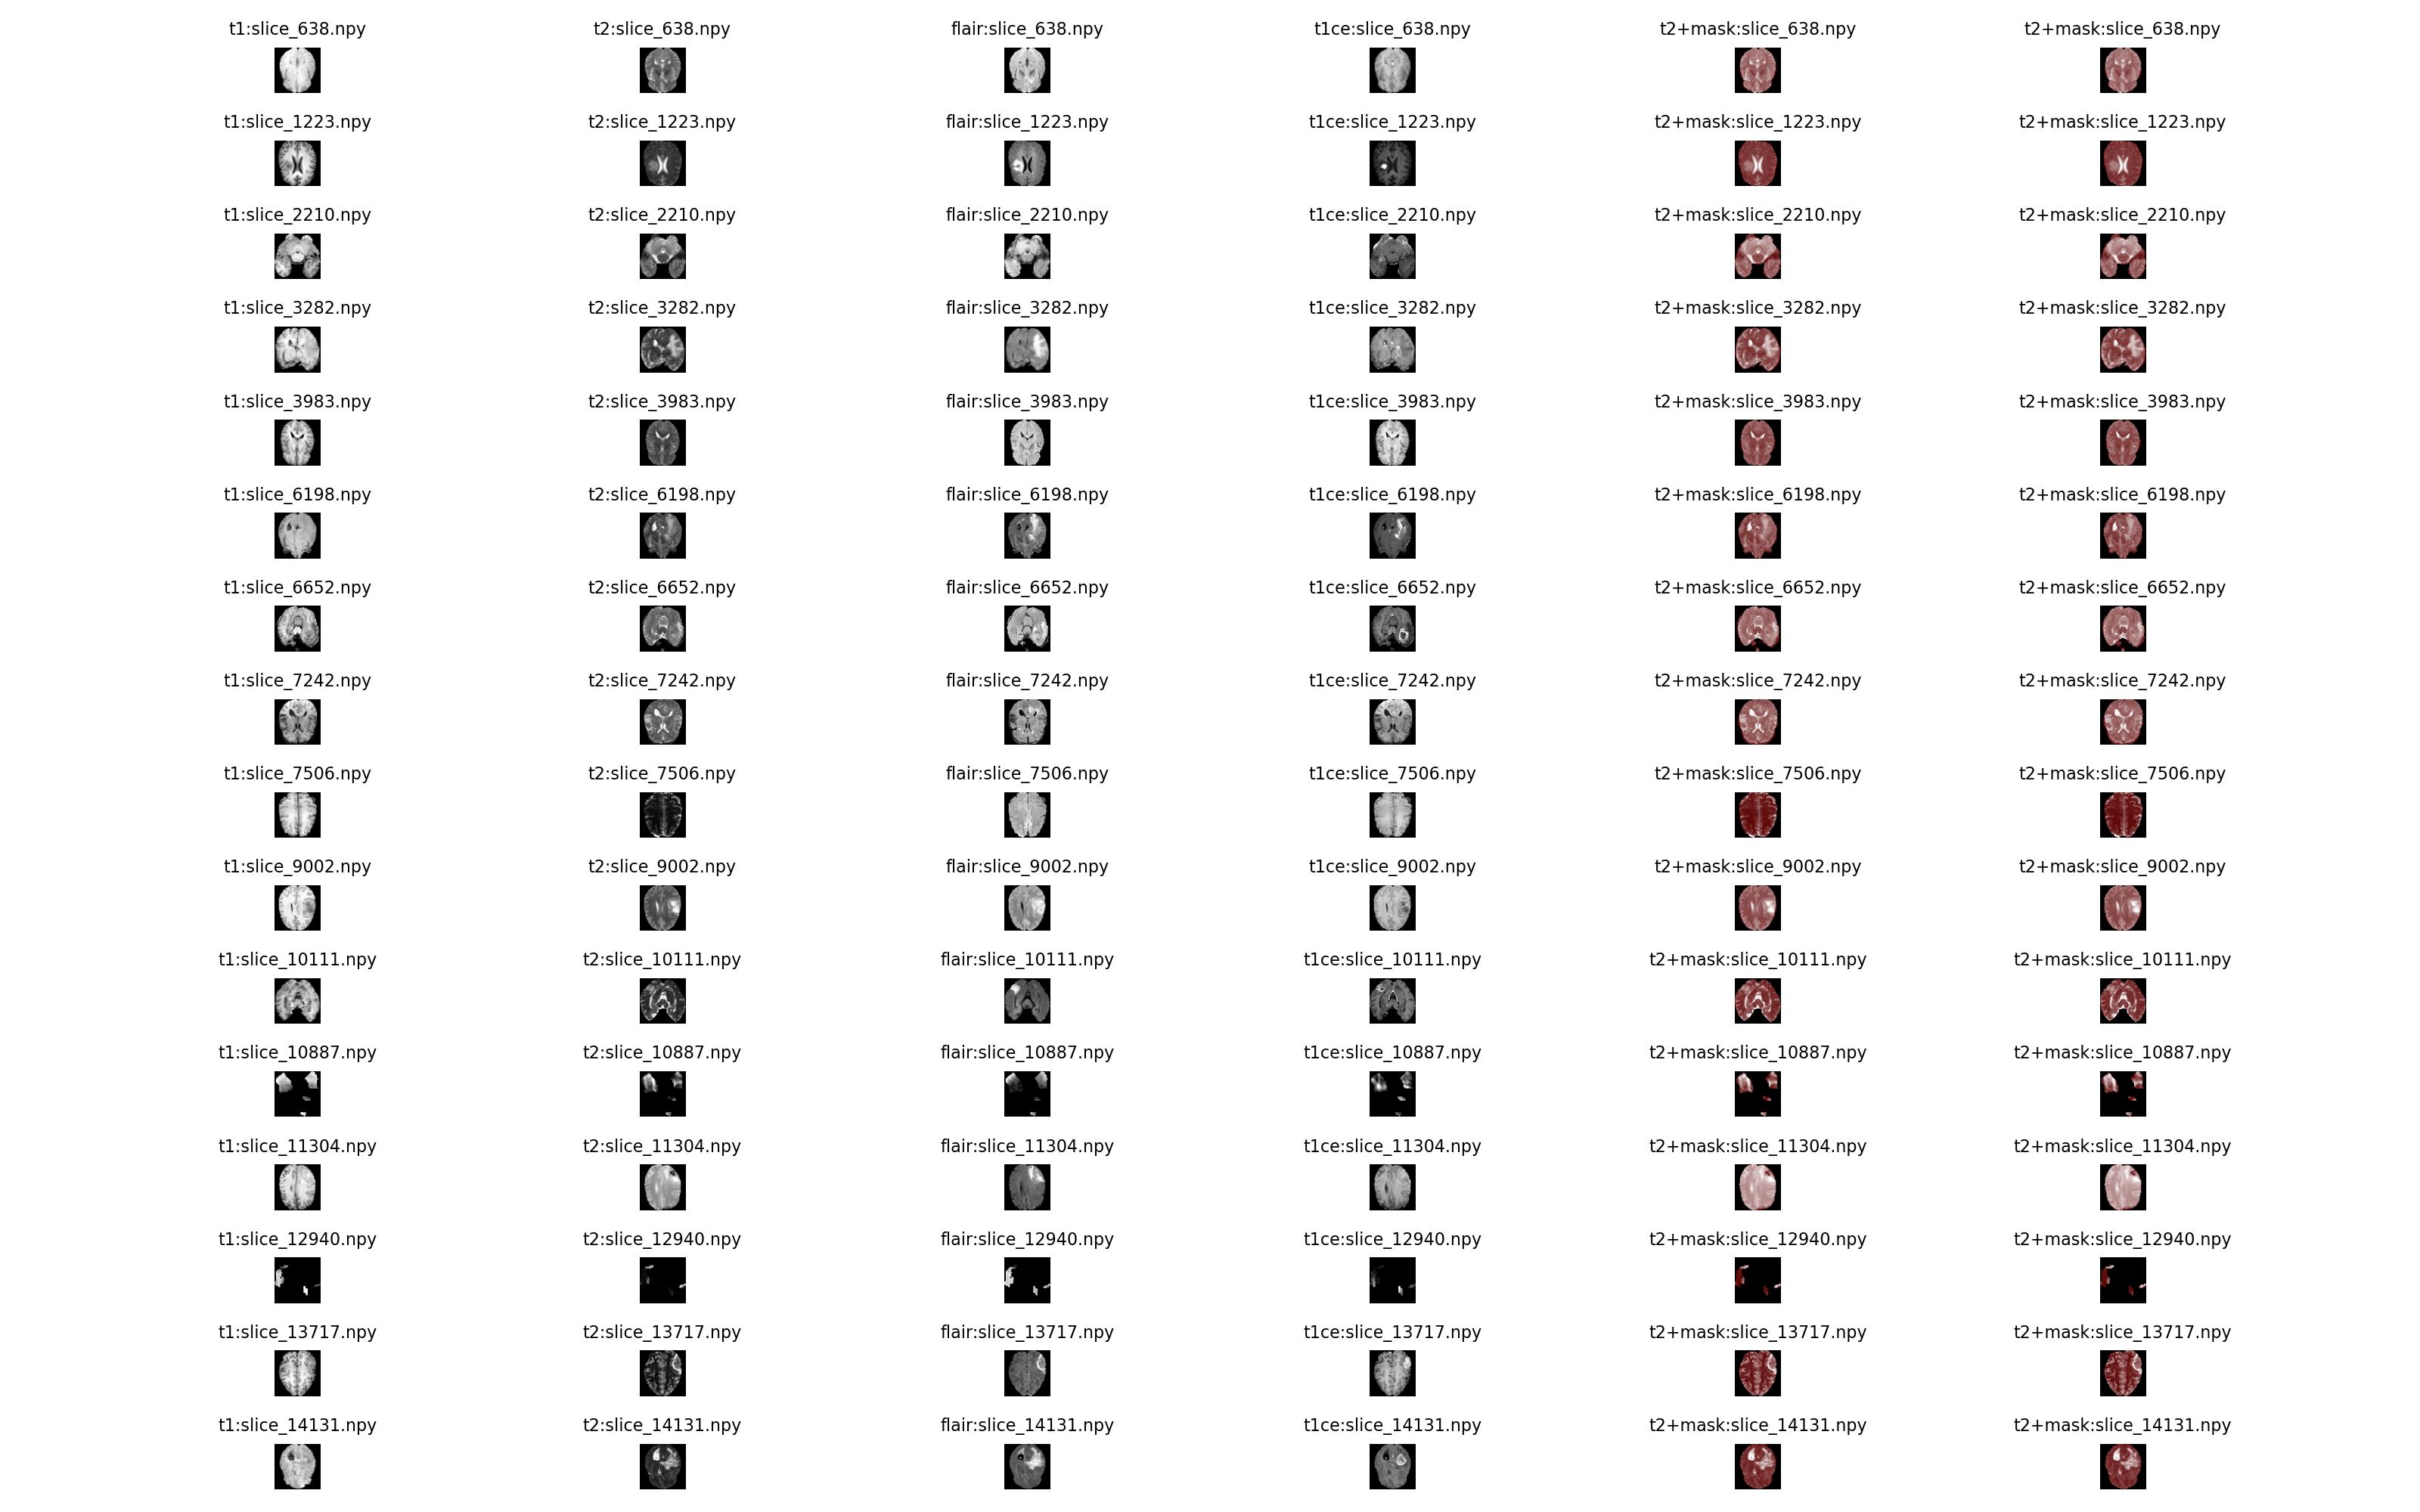 t1:slice_638.npy t2:slice_638.npy flair:slice_638.npy t1ce:slice_638.npy t2+mask:slice_638.npy t2+mask:slice_638.npy
t1:slice_1223.npy t2:slice_1223.npy flair:slice_1223.npy t1ce:slice_1223.npy t2+mask:slice_1223.npy t2+mask:slice_1223.npy
t1:slice_2210.npy t2:slice_2210.npy flair:slice_2210.npy t1ce:slice_2210.npy t2+mask:slice_2210.npy t2+mask:slice_2210.npy
t1:slice_3282.npy t2:slice_3282.npy flair:slice_3282.npy t1ce:slice_3282.npy t2+mask:slice_3282.npy t2+mask:slice_3282.npy
t1:slice_3983.npy t2:slice_3983.npy flair:slice_3983.npy t1ce:slice_3983.npy t2+mask:slice_3983.npy t2+mask:slice_3983.npy
t1:slice_6198.npy t2:slice_6198.npy flair:slice_6198.npy t1ce:slice_6198.npy t2+mask:slice_6198.npy t2+mask:slice_6198.npy
t1:slice_6652.npy t2:slice_6652.npy flair:slice_6652.npy t1ce:slice_6652.npy t2+mask:slice_6652.npy t2+mask:slice_6652.npy
t1:slice_7242.npy t2:slice_7242.npy flair:slice_7242.npy t1ce:slice_7242.npy t2+mask:slice_7242.npy t2+mask:slice_7242.npy
t1:slice_7506.npy t2:slice_7506.npy flair:slice_7506.npy t1ce:slice_7506.npy t2+mask:slice_7506.npy t2+mask:slice_7506.npy
t1:slice_9002.npy t2:slice_9002.npy flair:slice_9002.npy t1ce:slice_9002.npy t2+mask:slice_9002.npy t2+mask:slice_9002.npy
t1:slice_10111.npy t2:slice_10111.npy flair:slice_10111.npy t1ce:slice_10111.npy t2+mask:slice_10111.npy t2+mask:slice_10111.npy
t1:slice_10887.npy t2:slice_10887.npy flair:slice_10887.npy t1ce:slice_10887.npy t2+mask:slice_10887.npy t2+mask:slice_10887.npy
t1:slice_11304.npy t2:slice_11304.npy flair:slice_11304.npy t1ce:slice_11304.npy t2+mask:slice_11304.npy t2+mask:slice_11304.npy
t1:slice_12940.npy t2:slice_12940.npy flair:slice_12940.npy t1ce:slice_12940.npy t2+mask:slice_12940.npy t2+mask:slice_12940.npy
t1:slice_13717.npy t2:slice_13717.npy flair:slice_13717.npy t1ce:slice_13717.npy t2+mask:slice_13717.npy t2+mask:slice_13717.npy
t1:slice_14131.npy t2:slice_14131.npy flair:slice_14131.npy t1ce:slice_14131.npy t2+mask:slice_14131.npy t2+mask:slice_14131.npy